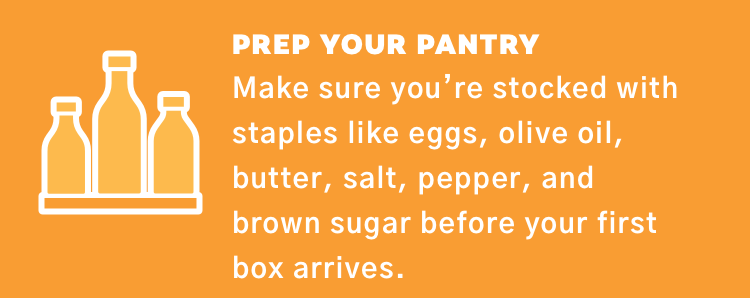 PREP YOUR PANTRY
Make sure you’re stocked with
staples like eggs, olive oil,
butter, salt, pepper, and
brown sugar before your first
box arrives.